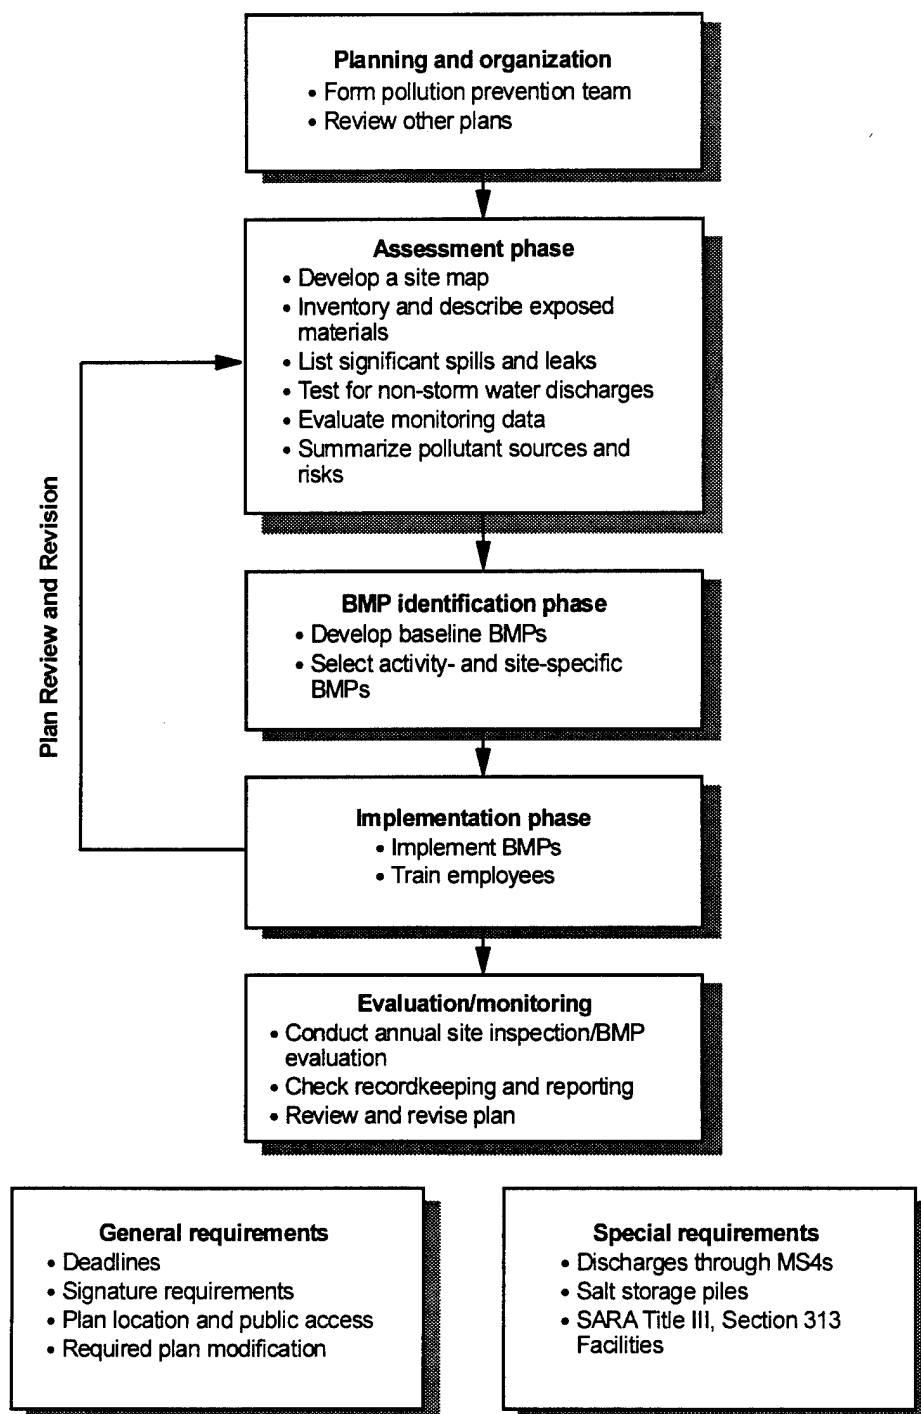 Planning and organization
• Form pollution prevention team
• Review other plans
Assessment phase
• Develop a site map
• Inventory and describe exposed
materials
• List significant spills and leaks
• Test for non-storm water discharges
• Evaluate monitoring data
• Summarize pollutant sources and
risks
Plan Review and Revision
BMP identification phase
• Develop baseline BMPs
• Select activity- and site-specific
BMPs
Implementation phase
• Implement BMPs
• Train employees
Evaluation/monitoring
• Conduct annual site inspection/BMP
evaluation
• Check recordkeeping and reporting
• Review and revise plan
General requirements
• Deadlines
• Signature requirements
• Plan location and public access
• Required plan modification
Special requirements
• Discharges through MS4s
• Salt storage piles
• SARA Title III, Section 313
Facilities